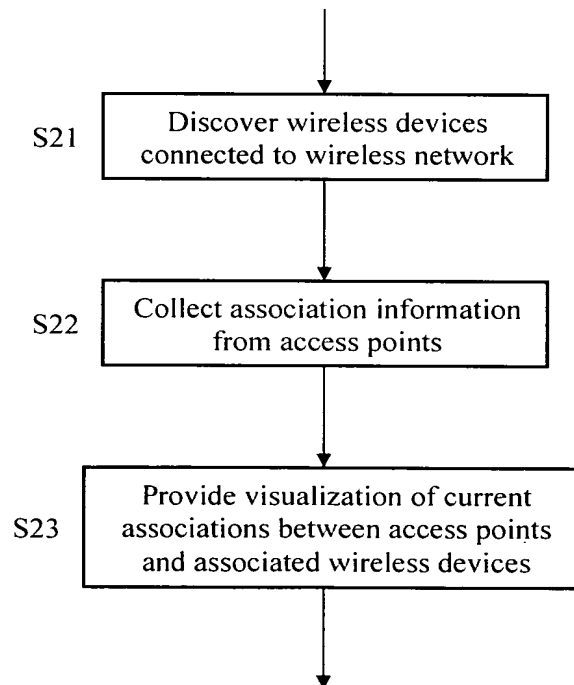 S21
Discover wireless devices
connected to wireless network
S22
Collect association information
from access points
S23
Provide visualization of current
associations between access points
and associated wireless devices